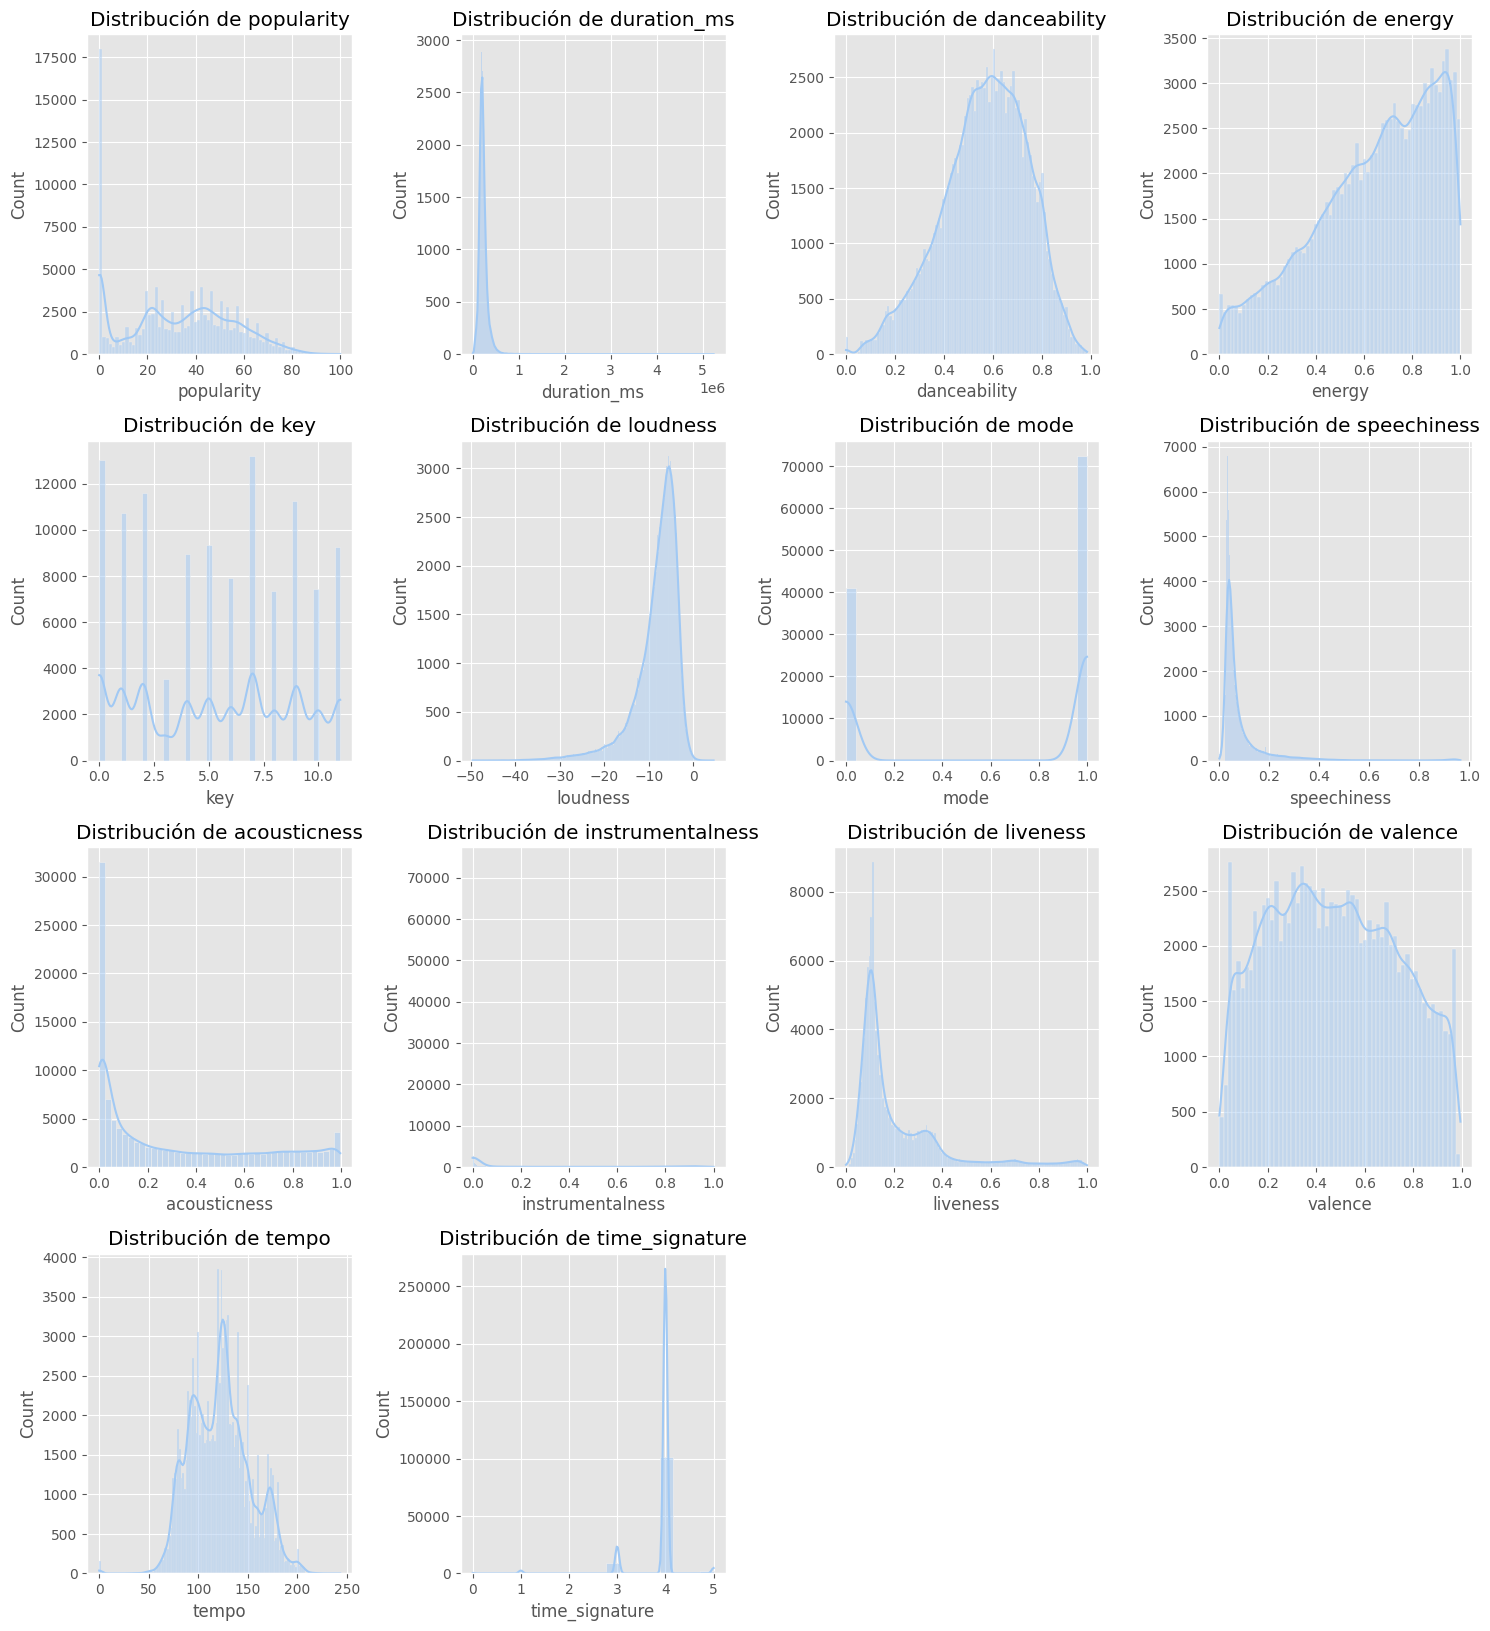 Distribución de popularity
17500
15000
12500
10000
7500
5000
2500
0
Count
0 20 40 60 80 100
popularity
Distribución de duration_ms
3000
2500
2000
1500
1000
500
0
Count
0 1 2 3 4 5
1e6
duration_ms
Distribución de danceability
2500
2000
1500
1000
500
0
Count
0.0 0.2 0.4 0.6 0.8 1.0
danceability
Distribución de energy
3500
3000
2500
2000
1500
1000
500
0
Count
0.0 0.2 0.4 0.6 0.8 1.0
energy
Distribución de key
12000
10000
8000
6000
4000
2000
0
Count
0.0 2.5 5.0 7.5 10.0
key
Distribución de loudness
3000
2500
2000
1500
1000
500
0
Count
−50 −40 −30 −20 −10 0
loudness
Distribución de mode
70000
60000
50000
40000
30000
20000
10000
0
Count
0.0 0.2 0.4 0.6 0.8 1.0
mode
Distribución de speechiness
7000
6000
5000
4000
3000
2000
1000
0
Count
0.0 0.2 0.4 0.6 0.8 1.0
speechiness
Distribución de acousticness
30000
25000
20000
15000
10000
5000
0
Count
0.0 0.2 0.4 0.6 0.8 1.0
acousticness
Distribución de instrumentalness
70000
60000
50000
40000
30000
20000
10000
0
Count
0.0 0.2 0.4 0.6 0.8 1.0
instrumentalness
Distribución de liveness
8000
6000
4000
2000
0
Count
0.0 0.2 0.4 0.6 0.8 1.0
liveness
Distribución de valence
2500
2000
1500
1000
500
0
Count
0.0 0.2 0.4 0.6 0.8 1.0
valence
Distribución de tempo
4000
3500
3000
2500
2000
1500
1000
500
0
Count
0 50 100 150 200 250
tempo
Distribución de time_signature
250000
200000
150000
100000
50000
0
Count
0 1 2 3 4 5
time_signature